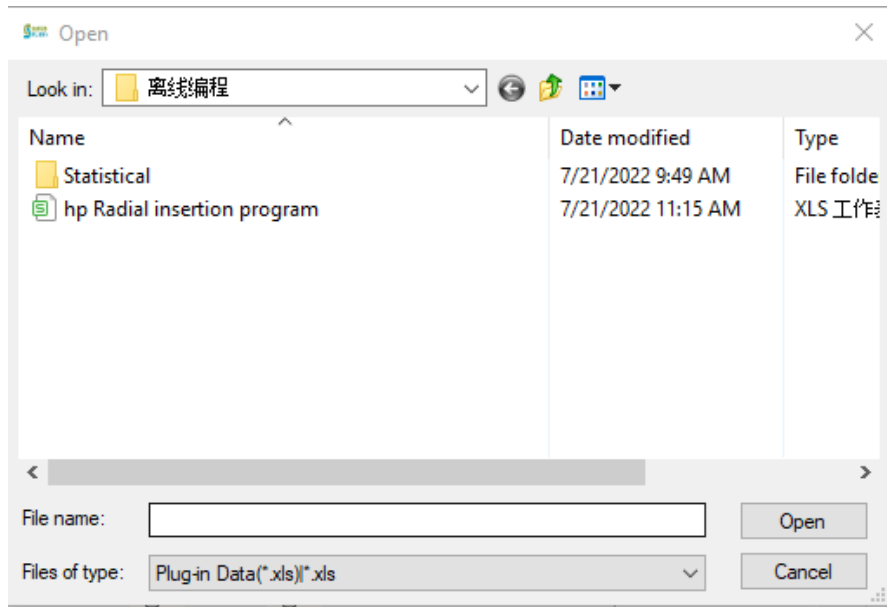 Open
Look in: 离线编程
Name Date modified Type
Statistical 7/21/2022 9:49 AM File folde
hp Radial insertion program 7/21/2022 11:15 AM XLS 工作
File name: Open
Files of type: Plug-in Data(*.xls)|*.xls Cancel